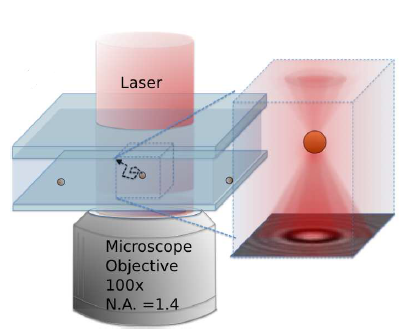 Laser
Microscope
Objective
100x
N.A. =1.4